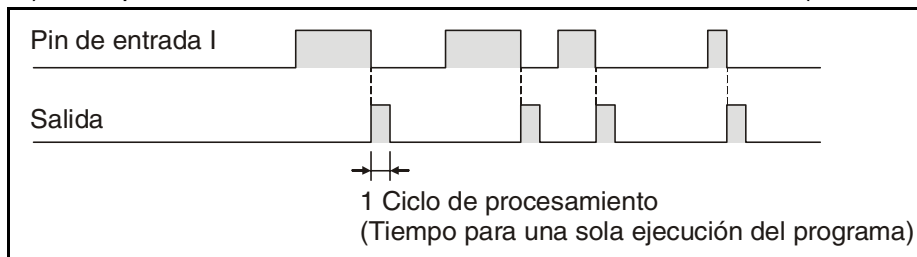 Pin de entrada I
Salida
1 Ciclo de procesamiento
(Tiempo para una sola ejecución del programa)